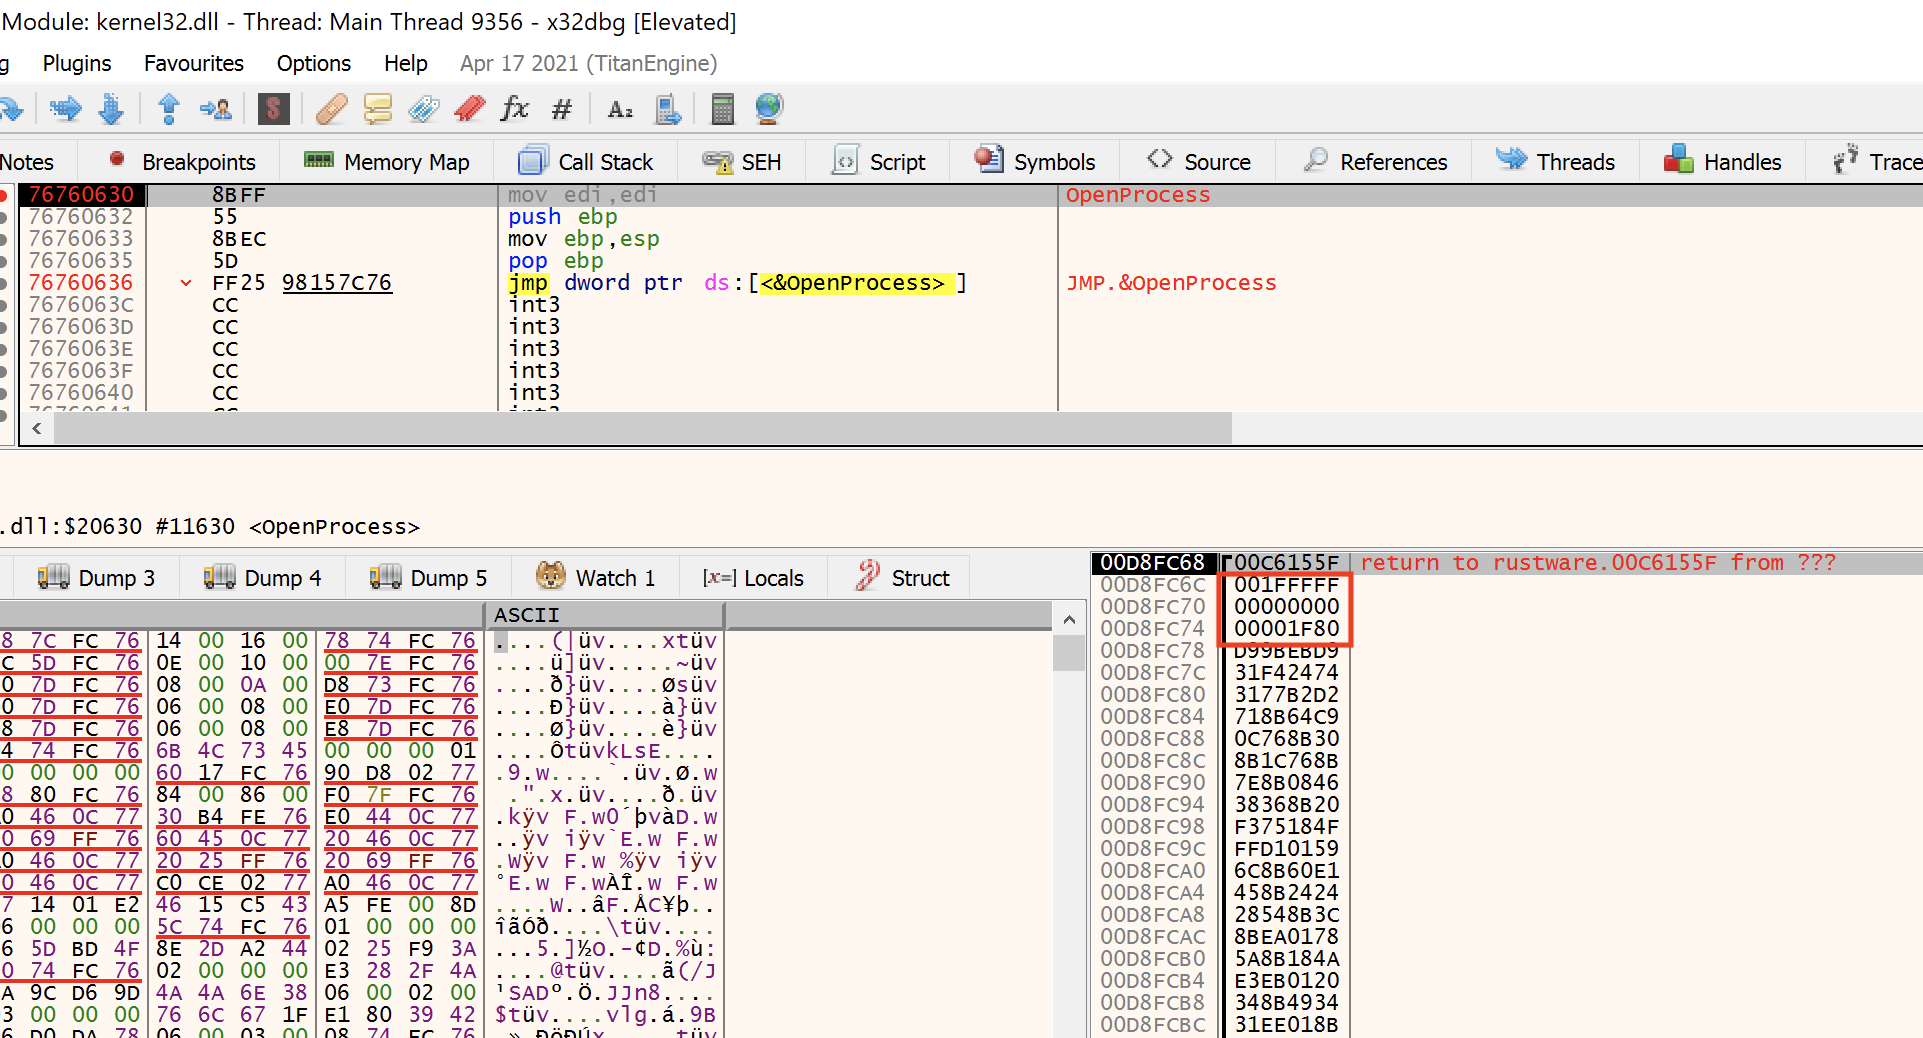 Module: kernel32.dll - Thread: Main Thread 9356 - x32dbg [Elevated]
g Plugins Favourites Options Help Apr 17 2021 (TitanEngine)
S fx # A₂
Notes Breakpoints Memory Map Call Stack SEH Script Symbols Source References Threads Handles Trace
76760630 8BFF mov edi,edi OpenProcess
76760632 55 push ebp
76760633 8BEC mov ebp,esp
76760635 5D pop ebp
76760636 FF25 98157C76 jmp dword ptr ds:[<&OpenProcess>] JMP.&OpenProcess
7676063C CC int3
7676063D CC int3
7676063E CC int3
7676063F CC int3
76760640 CC int3
76760641 CC int3
.dll:$20630 #11630 <OpenProcess>
Dump 3 Dump 4 Dump 5 Watch 1 [x=] Locals Struct
ASCII
8 7C FC 76 14 00 16 00 78 74 FC 76 ....(|üv....xtüv
C 5D FC 76 0E 00 10 00 00 7E FC 76 ....ü]üv.....~üv
0 7D FC 76 08 00 0A 00 D8 73 FC 76 ....ð}üv....Øsüv
0 7D FC 76 06 00 08 00 E0 7D FC 76 ....Ð}üv....à}üv
8 7D FC 76 06 00 08 00 E8 7D FC 76 ....Ø}üv....è}üv
4 74 FC 76 6B 4C 73 45 00 00 00 01 ....ÔtüvkLsE....
0 00 00 00 60 17 FC 76 90 D8 02 77 .9.w....`.üv.Ø.w
8 80 FC 76 84 00 86 00 F0 7F FC 76 .".x.üv....ð.üv
0 46 0C 77 30 B4 FE 76 E0 44 0C 77 .kÿv F.w0´þvàD.w
0 69 FF 76 60 45 0C 77 20 46 0C 77 ..ÿv iÿv`E.w F.w
0 46 0C 77 20 25 FF 76 20 69 FF 76 .Wÿv F.w %ÿv iÿv
0 46 0C 77 C0 CE 02 77 A0 46 0C 77 °E.w F.wÀÎ.w F.w
7 14 01 E2 46 15 C5 43 A5 FE 00 8D ....W..âF.ÅC¥þ..
6 00 00 00 5C 74 FC 76 01 00 00 00 îãÓð....\tüv....
6 5D BD 4F 8E 2D A2 44 02 25 F9 3A ...5.]½O.-¢D.%ù:
0 74 FC 76 02 00 00 00 E3 28 2F 4A ....@tüv....ã(/J
A 9C D6 9D 4A 4A 6E 38 06 00 02 00 ¹SADº.Ö.JJn8....
3 00 00 00 76 6C 67 1F E1 80 39 42 $tüv....vlg.á.9B
6 D0 DA 78 06 00 03 00 08 74 FC 76
00D8FC68 00C6155F return to rustware.00C6155F from ???
00D8FC6C 001FFFFF
00D8FC70 00000000
00D8FC74 00001F80
00D8FC78 D99BEBD9
00D8FC7C 31F42474
00D8FC80 3177B2D2
00D8FC84 718B64C9
00D8FC88 0C768B30
00D8FC8C 8B1C768B
00D8FC90 7E8B0846
00D8FC94 38368B20
00D8FC98 F375184F
00D8FC9C FFD10159
00D8FCA0 6C8B60E1
00D8FCA4 458B2424
00D8FCA8 28548B3C
00D8FCAC 8BEA0178
00D8FCB0 5A8B184A
00D8FCB4 E3EB0120
00D8FCB8 348B4934
00D8FCBC 31EE018B